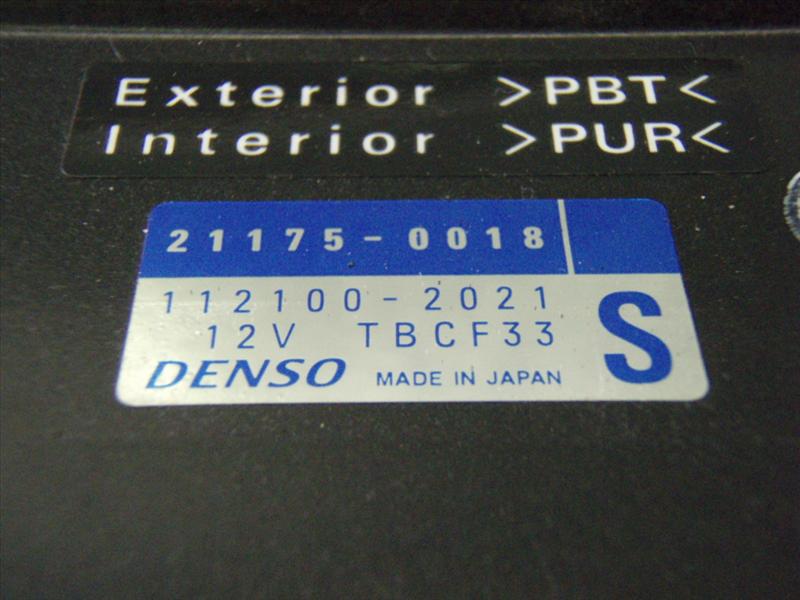 Exterior >PBT<
Interior >PUR<
21175-0018
112100-2021
12V TBCF33
S
DENSO MADE IN JAPAN